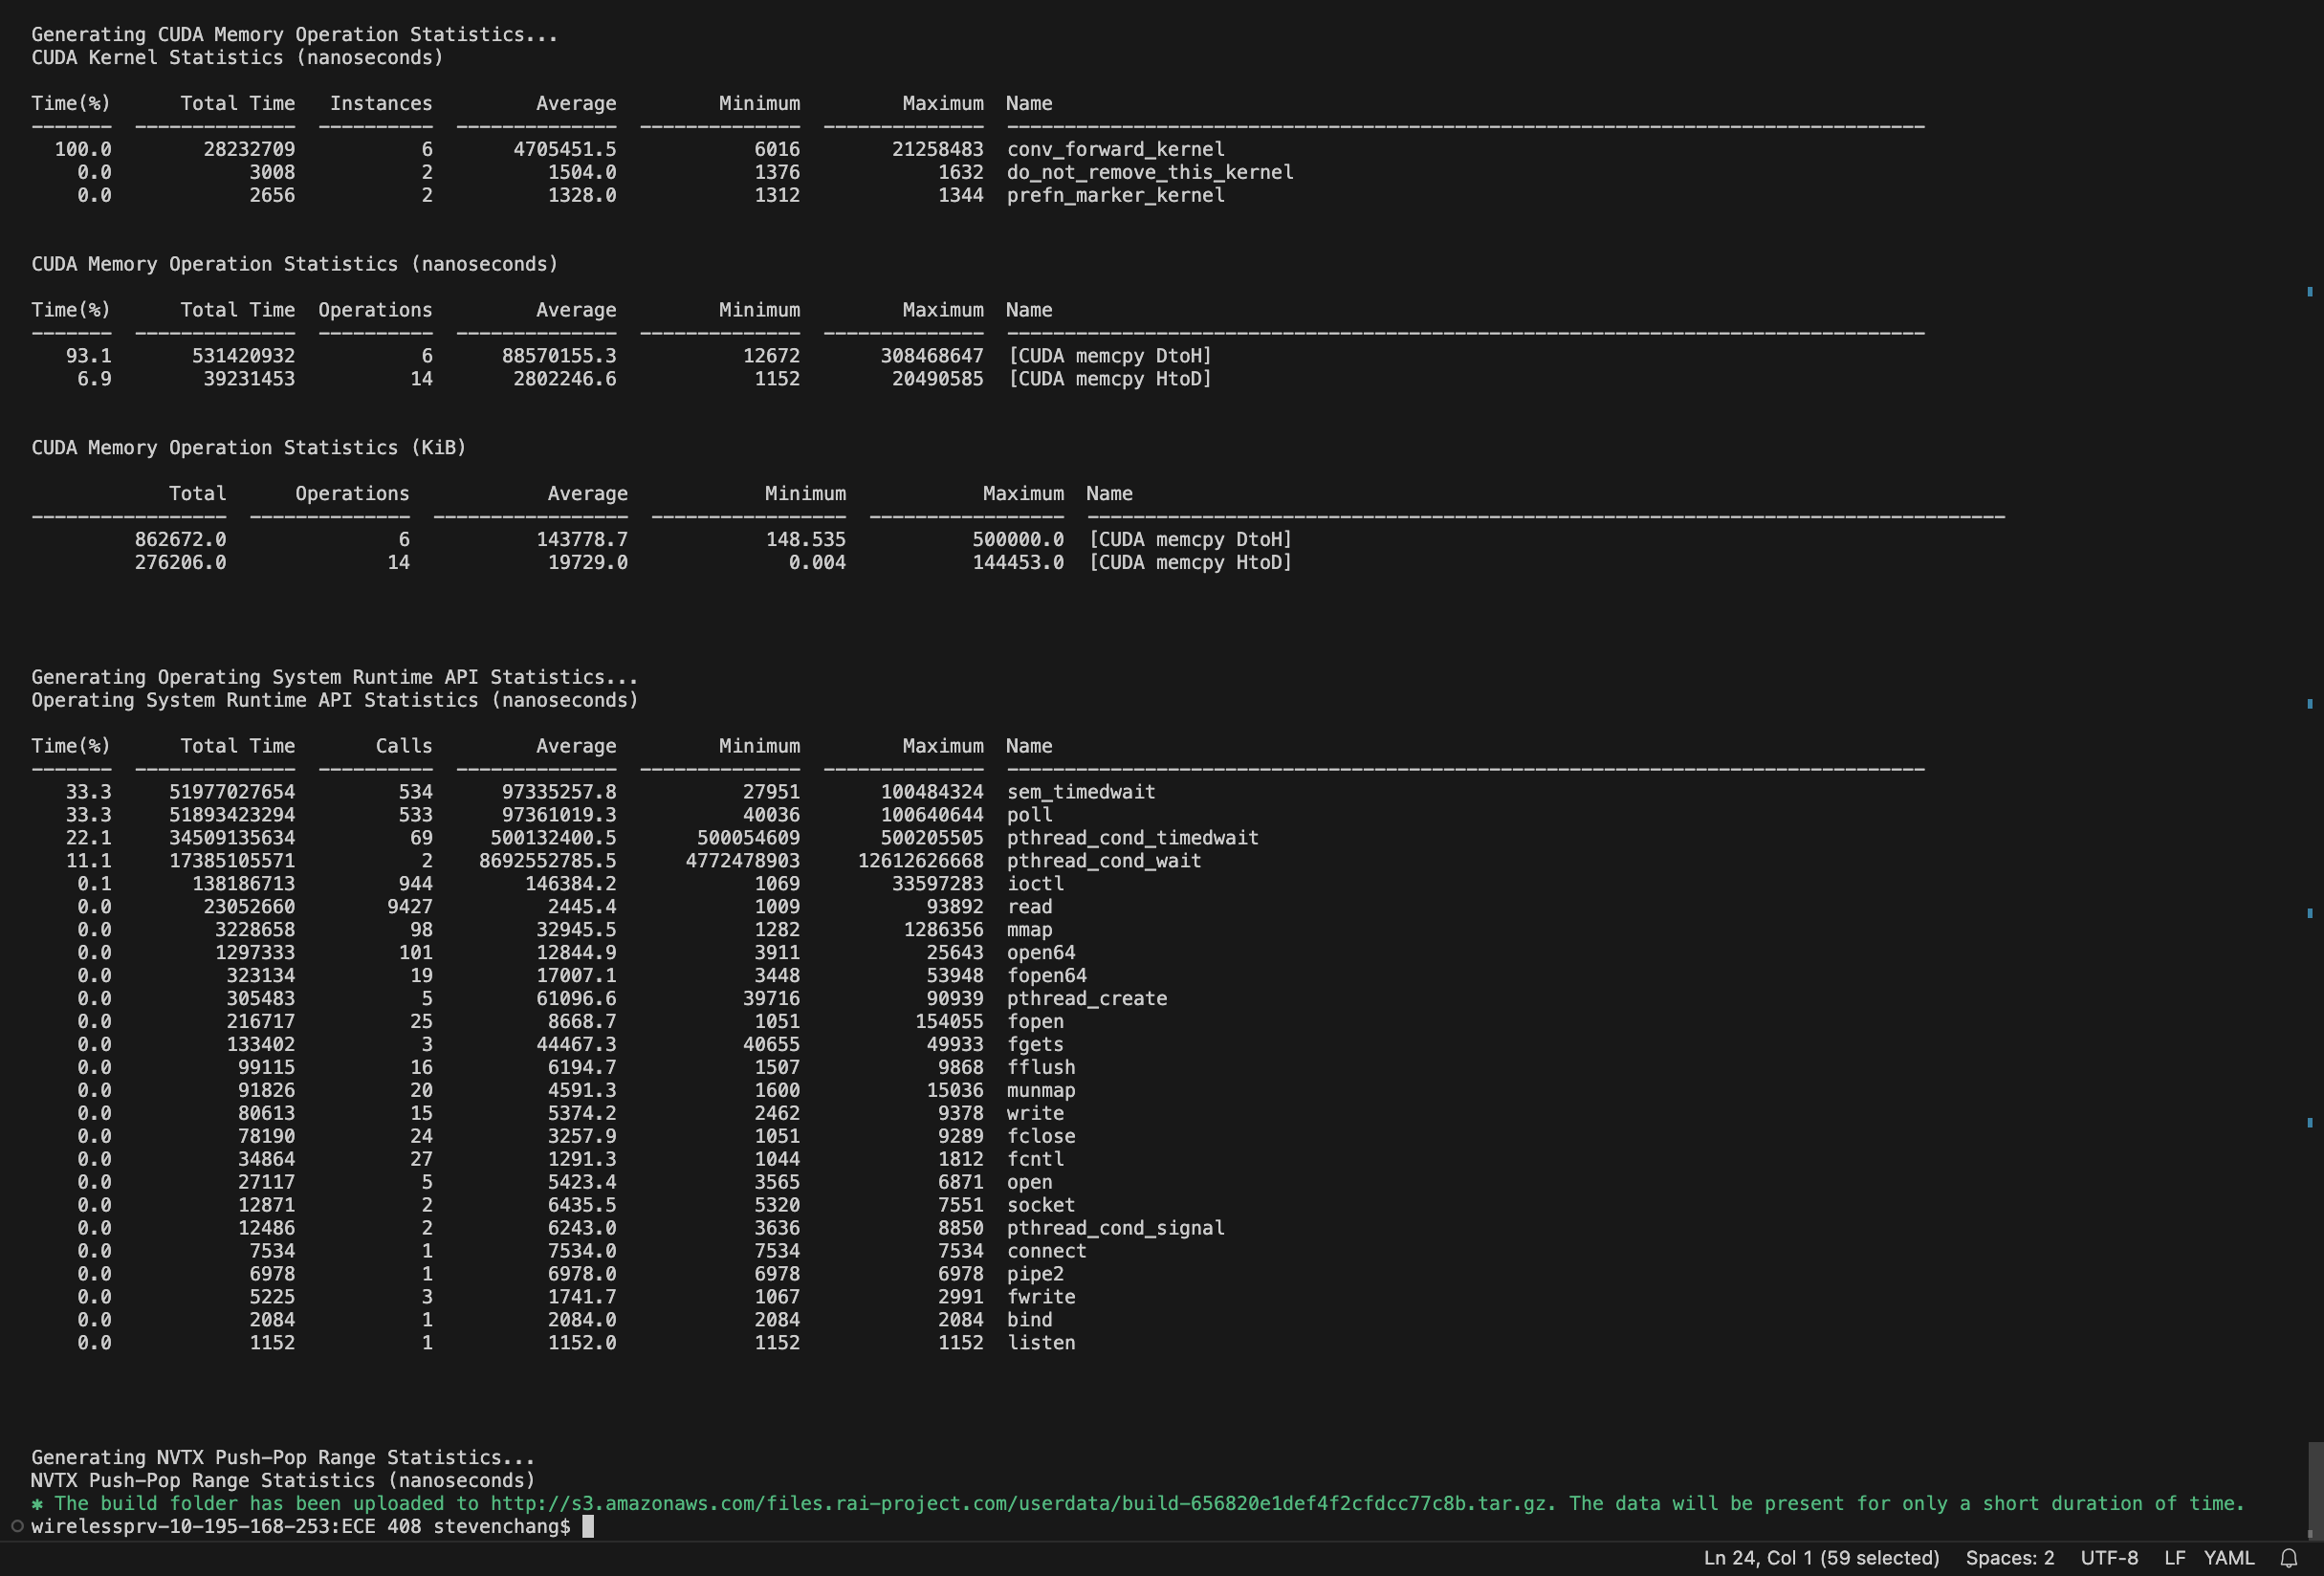 Generating CUDA Memory Operation Statistics...
CUDA Kernel Statistics (nanoseconds)
Time(%) Total Time Instances Average Minimum Maximum Name
------- -------------- ---------- -------------- -------------- -------------- --------------------------------------------------------------------------------
100.0 28232709 6 4705451.5 6016 21258483 conv_forward_kernel
0.0 3008 2 1504.0 1376 1632 do_not_remove_this_kernel
0.0 2656 2 1328.0 1312 1344 prefn_marker_kernel
CUDA Memory Operation Statistics (nanoseconds)
Time(%) Total Time Operations Average Minimum Maximum Name
------- -------------- ---------- -------------- -------------- -------------- --------------------------------------------------------------------------------
93.1 531420932 6 88570155.3 12672 308468647 [CUDA memcpy DtoH]
6.9 39231453 14 2802246.6 1152 20490585 [CUDA memcpy HtoD]
CUDA Memory Operation Statistics (KiB)
Total Operations Average Minimum Maximum Name
----------------- -------------- ----------------- ----------------- ----------------- --------------------------------------------------------------------------------
862672.0 6 143778.7 148.535 500000.0 [CUDA memcpy DtoH]
276206.0 14 19729.0 0.004 144453.0 [CUDA memcpy HtoD]
Generating Operating System Runtime API Statistics...
Operating System Runtime API Statistics (nanoseconds)
Time(%) Total Time Calls Average Minimum Maximum Name
------- -------------- ---------- -------------- -------------- -------------- --------------------------------------------------------------------------------
33.3 51977027654 534 97335257.8 27951 100484324 sem_timedwait
33.3 51893423294 533 97361019.3 40036 100640644 poll
22.1 34509135634 69 500132400.5 500054609 500205505 pthread_cond_timedwait
11.1 17385105571 2 8692552785.5 4772478903 12612626668 pthread_cond_wait
0.1 138186713 944 146384.2 1069 33597283 ioctl
0.0 23052660 9427 2445.4 1009 93892 read
0.0 3228658 98 32945.5 1282 1286356 mmap
0.0 1297333 101 12844.9 3911 25643 open64
0.0 323134 19 17007.1 3448 53948 fopen64
0.0 305483 5 61096.6 39716 90939 pthread_create
0.0 216717 25 8668.7 1051 154055 fopen
0.0 133402 3 44467.3 40655 49933 fgets
0.0 99115 16 6194.7 1507 9868 fflush
0.0 91826 20 4591.3 1600 15036 munmap
0.0 80613 15 5374.2 2462 9378 write
0.0 78190 24 3257.9 1051 9289 fclose
0.0 34864 27 1291.3 1044 1812 fcntl
0.0 27117 5 5423.4 3565 6871 open
0.0 12871 2 6435.5 5320 7551 socket
0.0 12486 2 6243.0 3636 8850 pthread_cond_signal
0.0 7534 1 7534.0 7534 7534 connect
0.0 6978 1 6978.0 6978 6978 pipe2
0.0 5225 3 1741.7 1067 2991 fwrite
0.0 2084 1 2084.0 2084 2084 bind
0.0 1152 1 1152.0 1152 1152 listen
Generating NVTX Push-Pop Range Statistics...
NVTX Push-Pop Range Statistics (nanoseconds)
✱ The build folder has been uploaded to http://s3.amazonaws.com/files.rai-project.com/userdata/build-656820e1def4f2cfdcc77c8b.tar.gz. The data will be present for only a short duration of time.
wirelessprv-10-195-168-253:ECE 408 stevenchang$
Ln 24, Col 1 (59 selected) Spaces: 2 UTF-8 LF YAML